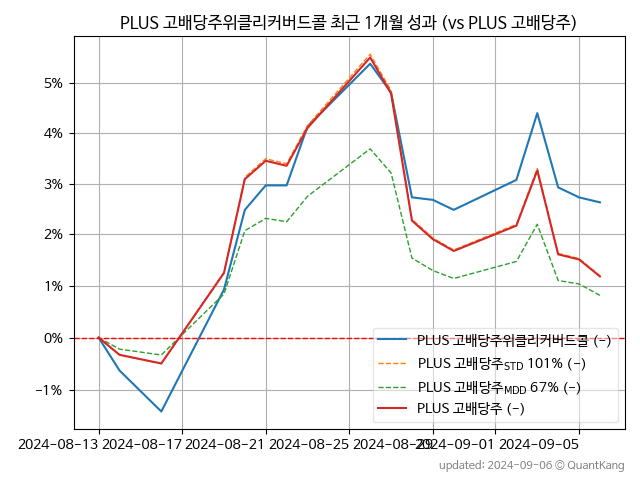 PLUS 고배당주위클리커버드콜 최근 1개월 성과 (vs PLUS 고배당주)
5%
4%
3%
2%
1%
0%
−1%
PLUS 고배당주위클리커버드콜 (-)
PLUS 고배당주STD 101% (-)
PLUS 고배당주MDD 67% (-)
PLUS 고배당주 (-)
2024-08-13 2024-08-17 2024-08-21 2024-08-25 2024-08-29 2024-09-01 2024-09-05
updated: 2024-09-06 © QuantKang